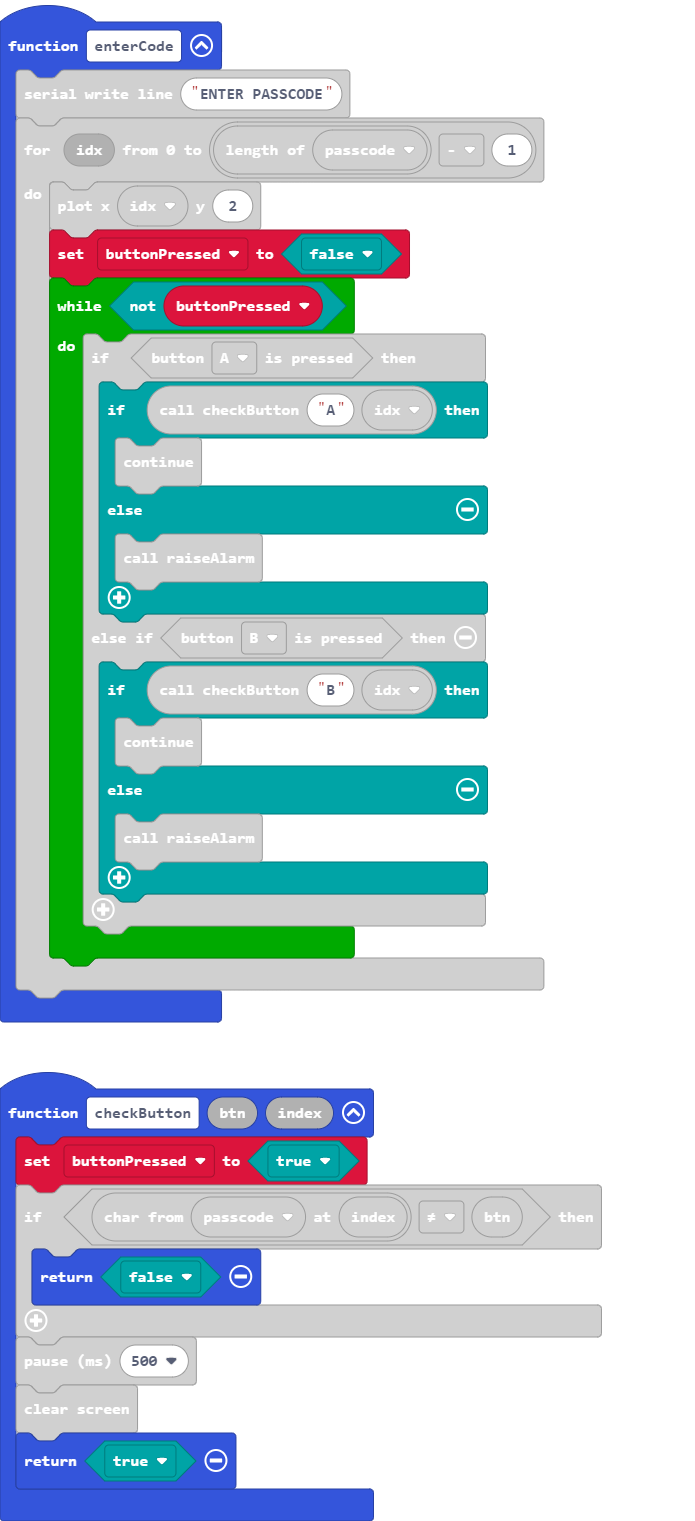 function enterCode
serial write line "ENTER PASSCODE"
for idx from 0 to length of passcode - 1
do
plot x idx y 2
set buttonPressed to false
while not buttonPressed
do
if button A is pressed then
if call checkButton "A" idx then
continue
else
call raiseAlarm
else if button B is pressed then
if call checkButton "B" idx then
continue
else
call raiseAlarm
function checkButton btn index
set buttonPressed to true
if char from passcode at index ≠ btn then
return false
pause (ms) 500
clear screen
return true